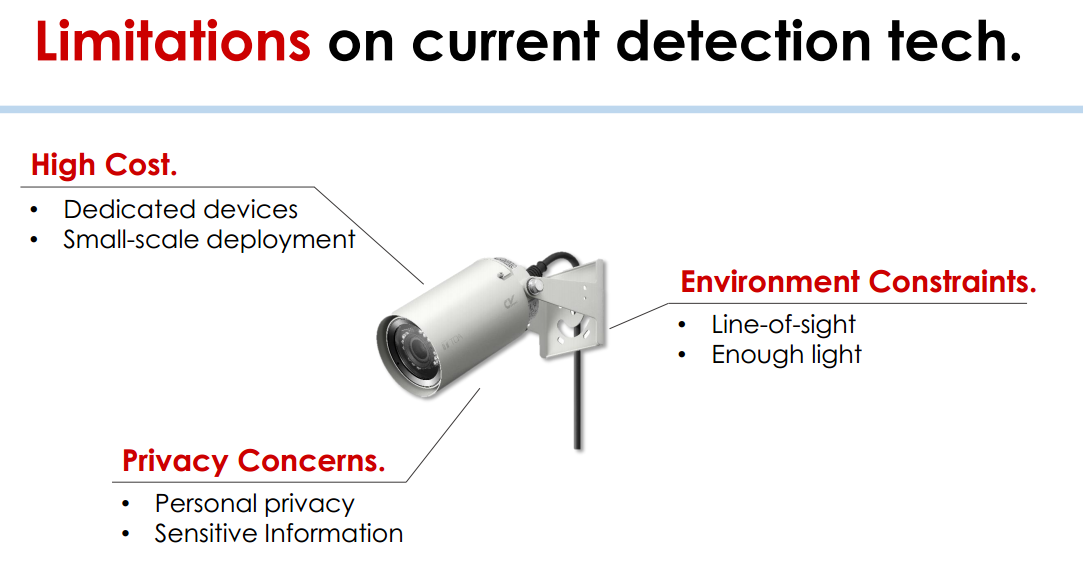 Limitations on current detection tech.
High Cost.
• Dedicated devices
• Small-scale deployment
Environment Constraints.
• Line-of-sight
• Enough light
Privacy Concerns.
• Personal privacy
• Sensitive Information